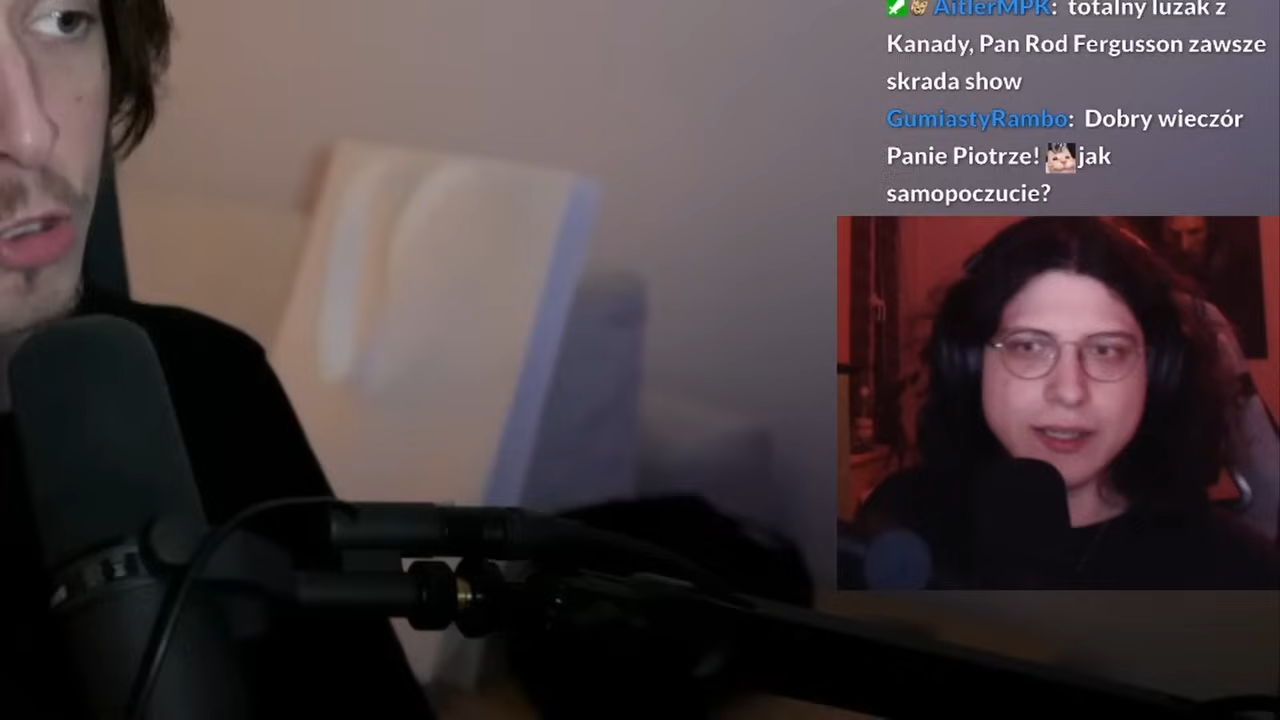 AitlerMPK: totalny luzak z
Kanady, Pan Rod Fergusson zawsze
skrada show
GumiastyRambo: Dobry wieczór
Panie Piotrze! jak
samopoczucie?